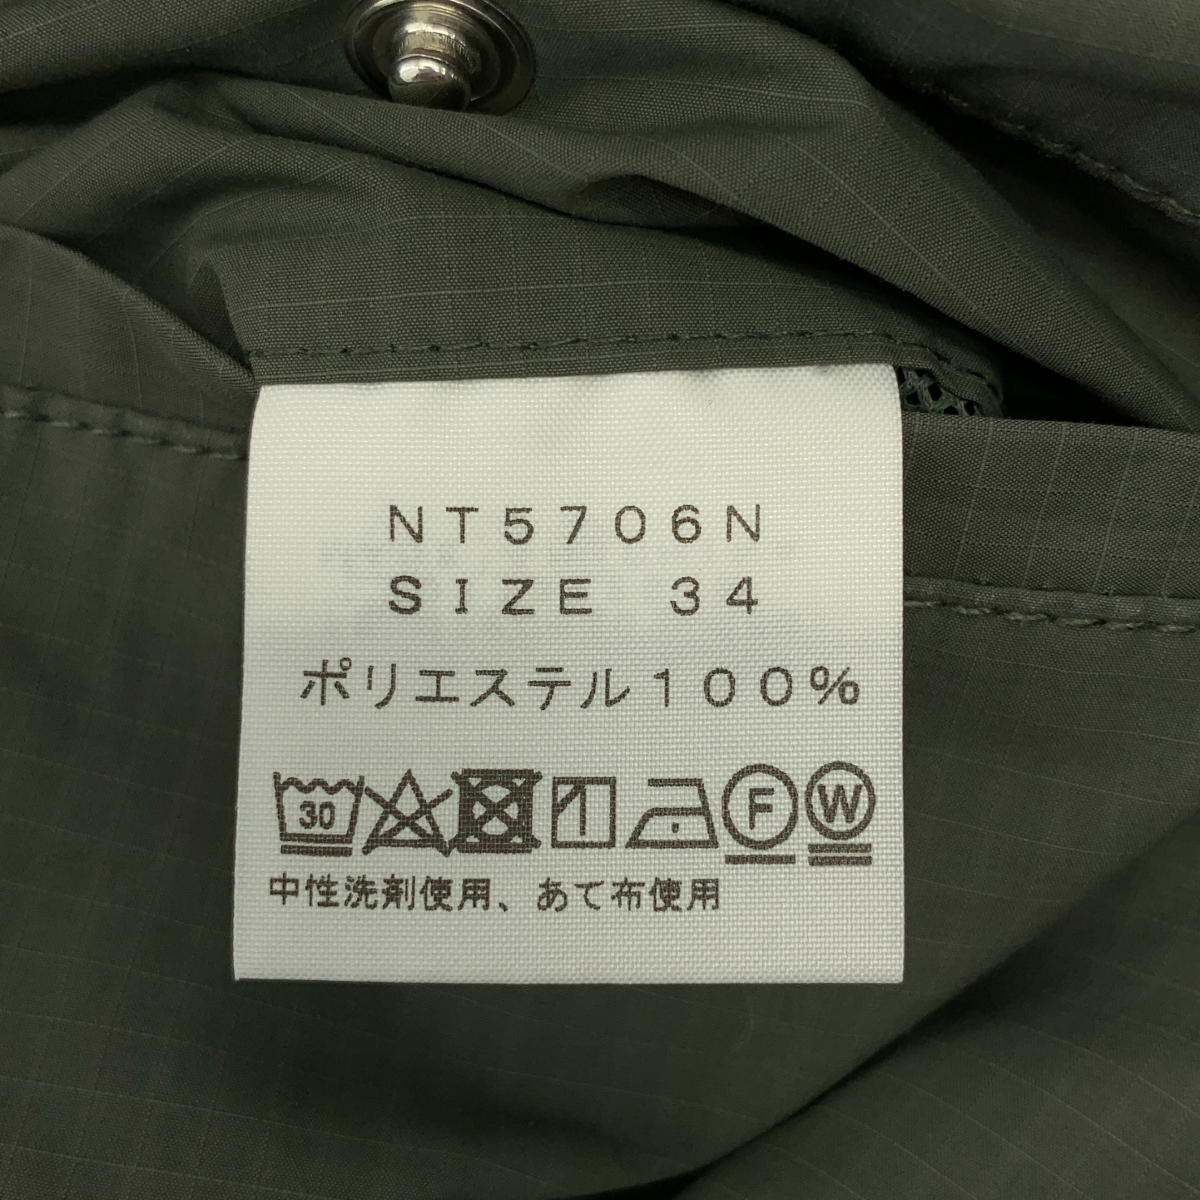 NT5706N
SIZE 34
ポリエステル100%
30 F W
中性洗剤使用、あて布使用